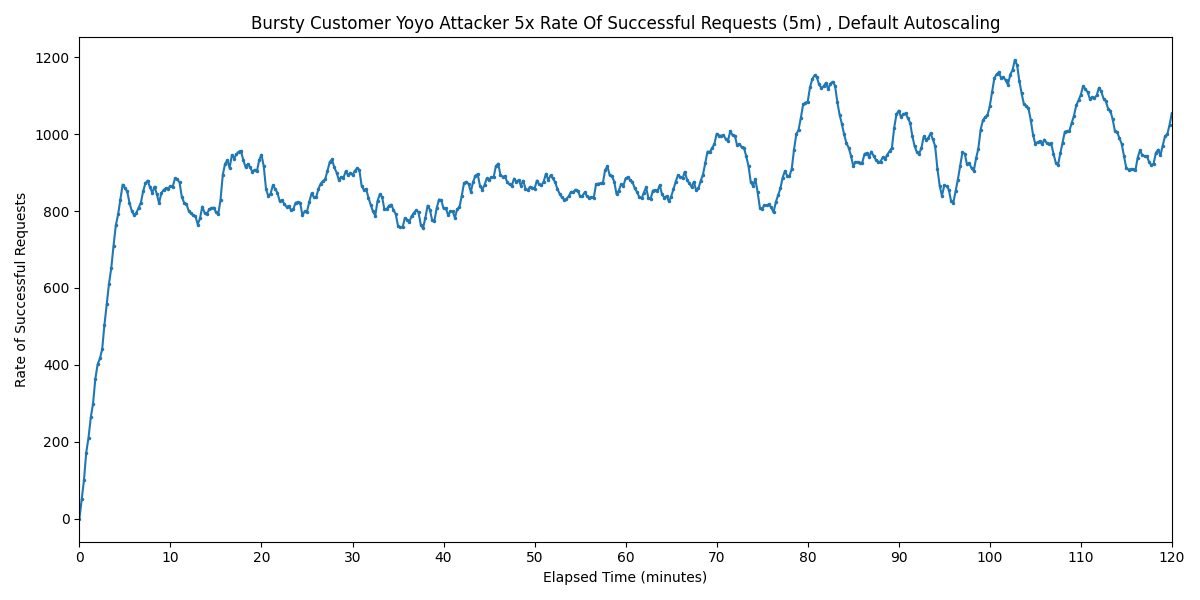 Bursty Customer Yoyo Attacker 5x Rate Of Successful Requests (5m) , Default Autoscaling
1200
1000
800
600
400
200
0
Rate of Successful Requests
0 10 20 30 40 50 60 70 80 90 100 110 120
Elapsed Time (minutes)